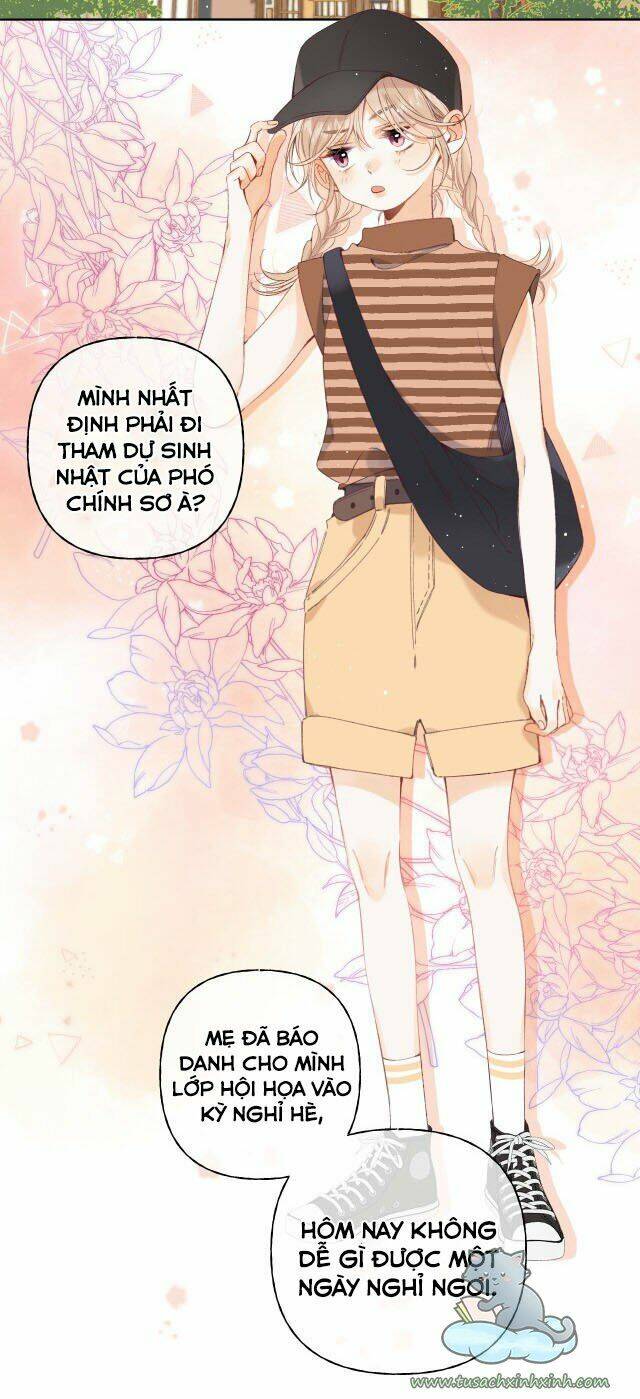 MÌNH NHẤT
ĐỊNH PHẢI ĐI
THAM DỰ SINH
NHẬT CỦA PHÓ
CHÍNH SƠ À?
MẸ ĐÃ BÁO
DANH CHO MÌNH
LỚP HỘI HỌA VÀO
KỲ NGHỈ HÈ,
HÔM NAY KHÔNG
DỄ GÌ ĐƯỢC MỘT
NGÀY NGHỈ NGƠI.
www.tusachxinhxinh.com